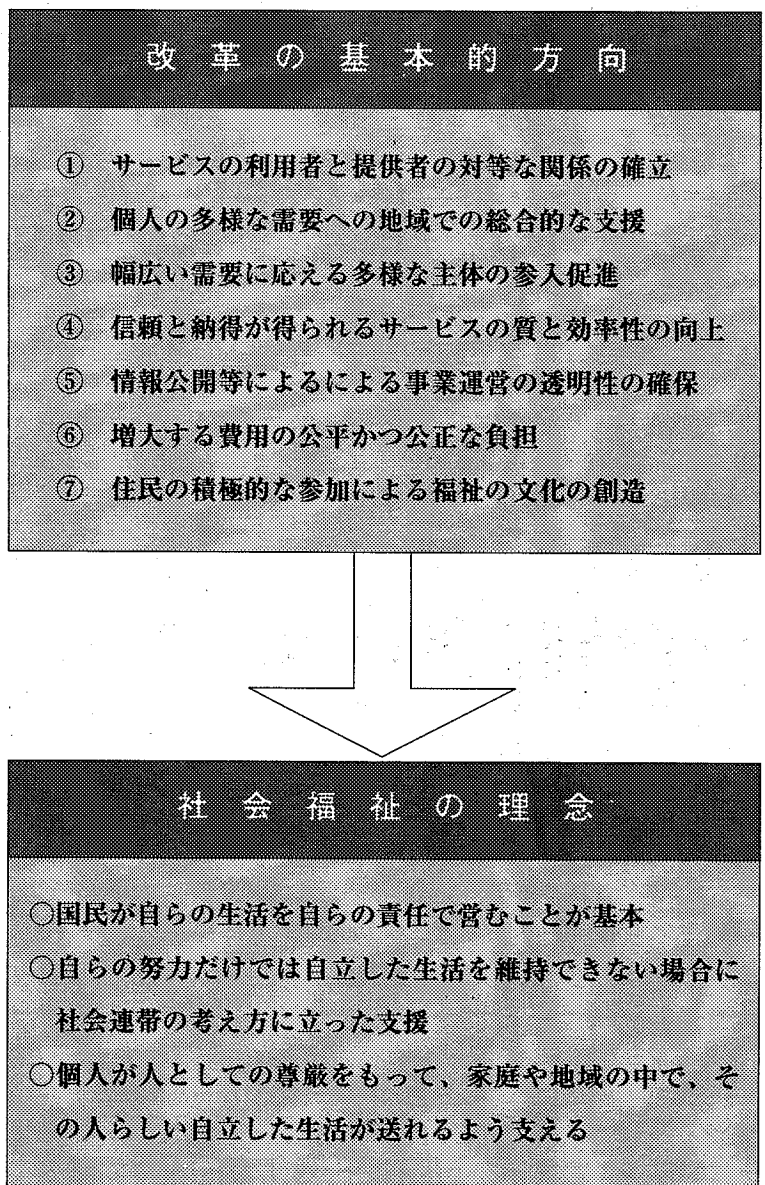 改革の基本的方向
① サービスの利用者と提供者の対等な関係の確立
② 個人の多様な需要への地域での総合的な支援
③ 幅広い需要に応える多様な主体の参入促進
④ 信頼と納得が得られるサービスの質と効率性の向上
⑤ 情報公開等によるによる事業運営の透明性の確保
⑥ 増大する費用の公平かつ公正な負担
⑦ 住民の積極的な参加による福祉の文化の創造
社会福祉の理念
○国民が自らの生活を自らの責任で営むことが基本
○自らの努力だけでは自立した生活を維持できない場合に
社会連帯の考え方に立った支援
○個人が人としての尊厳をもって、家庭や地域の中で、そ
の人らしい自立した生活が送れるよう支える